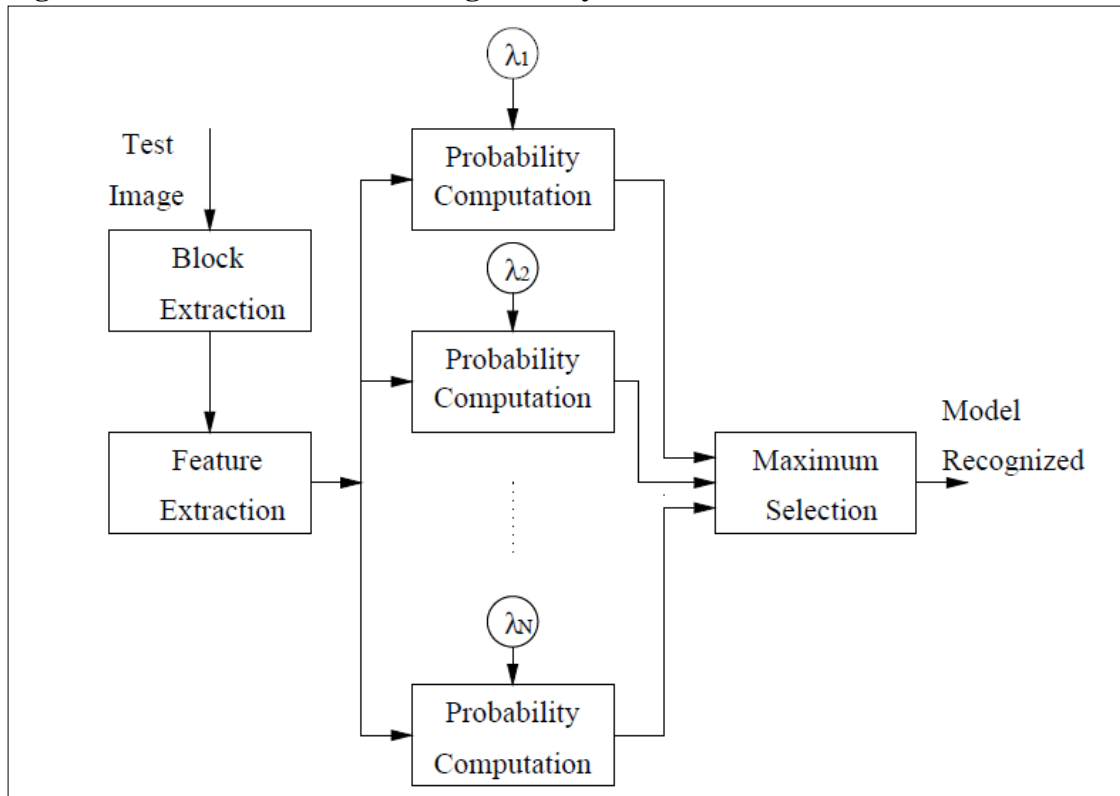 λ1
Test
Image
Probability
Computation
Block
Extraction
λ2
Probability
Computation
Feature
Extraction
Model
Recognized
Maximum
Selection
λN
Probability
Computation